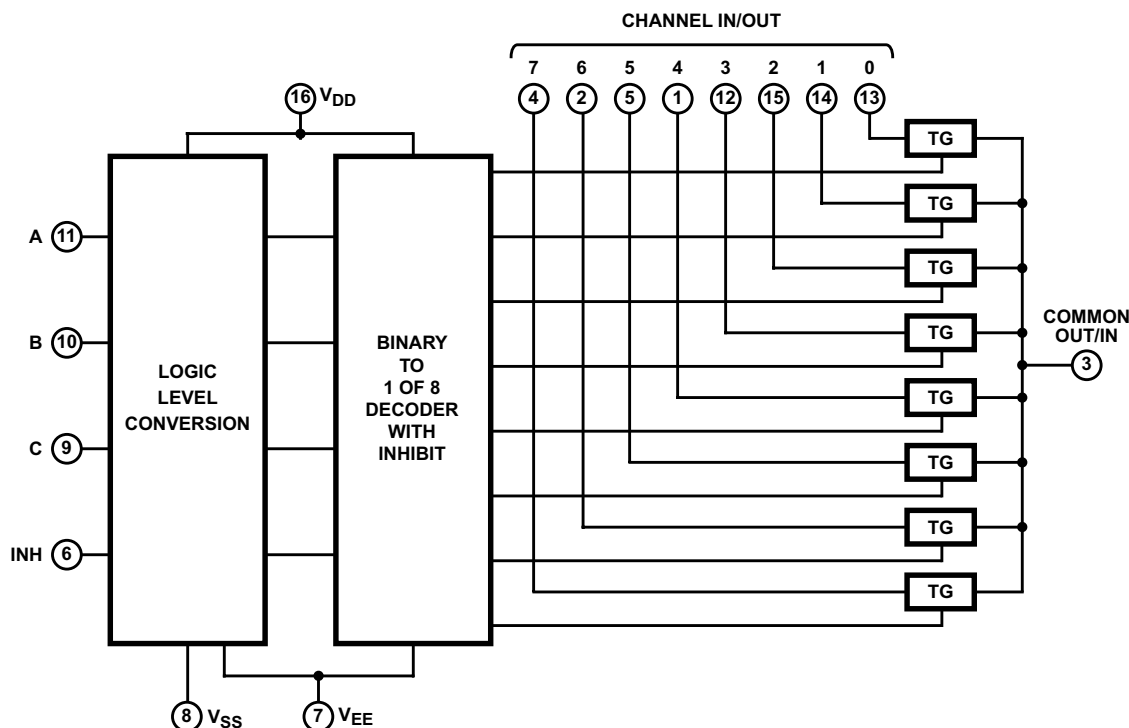 CHANNEL IN/OUT
7 6 5 4 3 2 1 0
4 2 5 1 12 15 14 13
16 VDD
TG
TG
TG
TG
TG
TG
TG
TG
A 11
B 10
C 9
INH 6
LOGIC
LEVEL
CONVERSION
BINARY
TO
1 OF 8
DECODER
WITH
INHIBIT
COMMON
OUT/IN
3
8 VSS
7 VEE